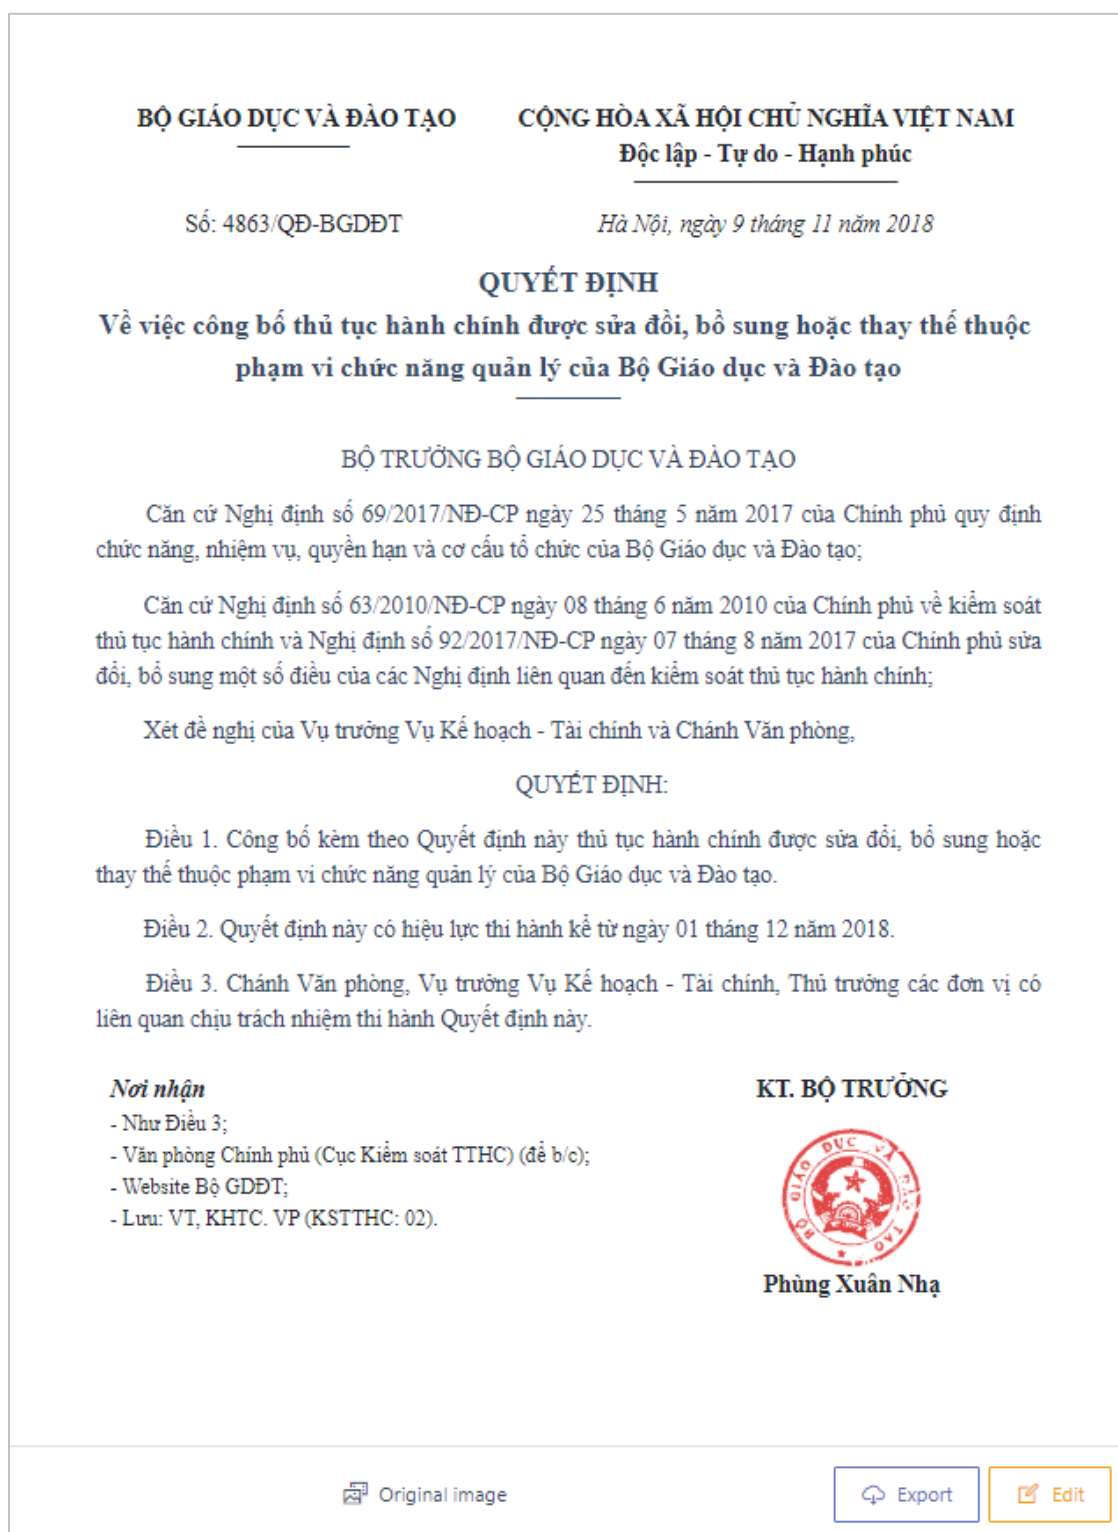 BỘ GIÁO DỤC VÀ ĐÀO TẠO
CỘNG HÒA XÃ HỘI CHỦ NGHĨA VIỆT NAM
Độc lập - Tự do - Hạnh phúc
Số: 4863/QĐ-BGDĐT
Hà Nội, ngày 9 tháng 11 năm 2018
QUYẾT ĐỊNH
Về việc công bố thủ tục hành chính được sửa đổi, bổ sung hoặc thay thế thuộc
phạm vi chức năng quản lý của Bộ Giáo dục và Đào tạo
BỘ TRƯỞNG BỘ GIÁO DỤC VÀ ĐÀO TẠO
Căn cứ Nghị định số 69/2017/NĐ-CP ngày 25 tháng 5 năm 2017 của Chính phủ quy định
chức năng, nhiệm vụ, quyền hạn và cơ cấu tổ chức của Bộ Giáo dục và Đào tạo;
Căn cứ Nghị định số 63/2010/NĐ-CP ngày 08 tháng 6 năm 2010 của Chính phủ về kiểm soát
thủ tục hành chính và Nghị định số 92/2017/NĐ-CP ngày 07 tháng 8 năm 2017 của Chính phủ sửa
đổi, bổ sung một số điều của các Nghị định liên quan đến kiểm soát thủ tục hành chính;
Xét đề nghị của Vụ trưởng Vụ Kế hoạch - Tài chính và Chánh Văn phòng,
QUYẾT ĐỊNH:
Điều 1. Công bố kèm theo Quyết định này thủ tục hành chính được sửa đổi, bổ sung hoặc
thay thế thuộc phạm vi chức năng quản lý của Bộ Giáo dục và Đào tạo.
Điều 2. Quyết định này có hiệu lực thi hành kể từ ngày 01 tháng 12 năm 2018.
Điều 3. Chánh Văn phòng, Vụ trưởng Vụ Kế hoạch - Tài chính, Thủ trưởng các đơn vị có
liên quan chịu trách nhiệm thi hành Quyết định này.
Nơi nhận
- Như Điều 3;
- Văn phòng Chính phủ (Cục Kiểm soát TTHC) (để b/c);
- Website Bộ GDĐT;
- Lưu: VT, KHTC. VP (KSTTHC: 02).
KT. BỘ TRƯỞNG
BỘ GIÁO DỤC VÀ ĐÀO TẠO
Phùng Xuân Nhạ
Original image
Export
Edit